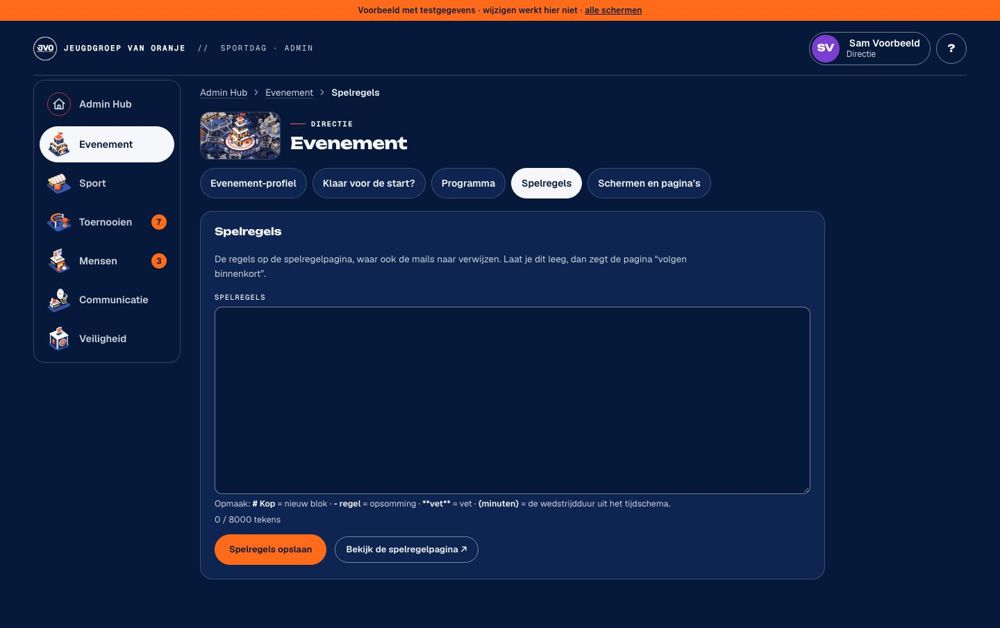 Voorbeeld met testgegevens · wijzigen werkt hier niet · alle schermen
JVO JEUGDGROEP VAN ORANJE // SPORTDAG · ADMIN
SV Sam Voorbeeld
Directie
?
Admin Hub
Evenement
Sport
Toernooien 7
Mensen 3
Communicatie
Veiligheid
Admin Hub > Evenement > Spelregels
DIRECTIE
Evenement
Evenement-profiel Klaar voor de start? Programma Spelregels Schermen en pagina's
Spelregels
De regels op de spelregelpagina, waar ook de mails naar verwijzen. Laat je dit leeg, dan zegt de pagina "volgen
binnenkort".
SPELREGELS
Opmaak: # Kop = nieuw blok · - regel = opsomming · **vet** = vet · {minuten} = de wedstrijdduur uit het tijdschema.
0 / 8000 tekens
Spelregels opslaan Bekijk de spelregelpagina ↗